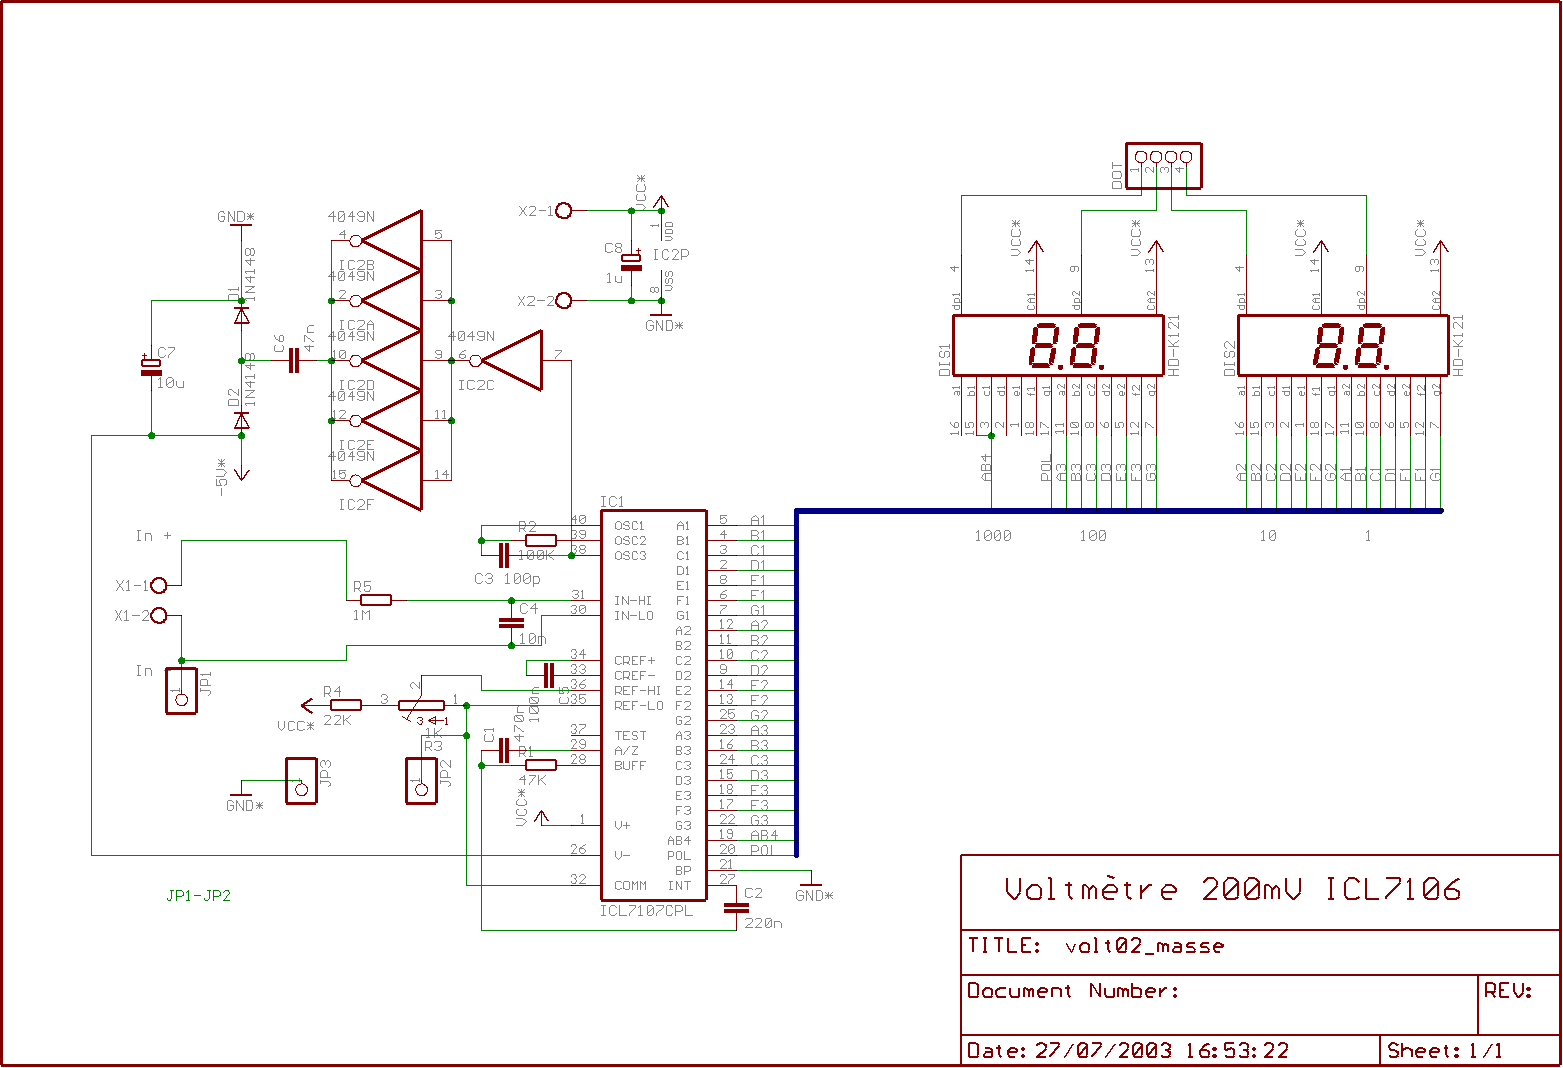 DOT
1 2 3 4
GND*
4049N
4 5
IC2B
4049N
2 3
IC2A
4049N
10 9
IC2D
4049N
12 11
IC2E
4049N
15 14
IC2F
4049N
6 7
IC2C
D1
1N4148
D2
1N4148
C6
47n
C7
10u
-5V*
X2-1
X2-2
C8
1u
VCC*
1 VDD
IC2P
8 VSS
GND*
VCC*
VCC*
VCC*
VCC*
4 14 9 13
4 14 9 13
dp1 CA1 dp2 CA2
dp1 CA1 dp2 CA2
DIS1
8.8.
HD-K121
DIS2
8.8.
HD-K121
a1 b1 c1 d1 e1 f1 g1 a2 b2 c2 d2 e2 f2 g2
a1 b1 c1 d1 e1 f1 g1 a2 b2 c2 d2 e2 f2 g2
16 15 3 2 1 18 17 11 10 8 6 5 12 7
16 15 3 2 1 18 17 11 10 8 6 5 12 7
AB4 POL A3 B3 C3 D3 E3 F3 G3
A2 B2 C2 D2 E2 F2 G2 A1 B1 C1 D1 E1 F1 G1
1000 100 10 1
In +
X1-1
X1-2
In
JP1
1
R5
1M
C4
10n
R2
100K
C3 100p
C5
100n
R4
22K
VCC*
3 2 1
3 1
1K
R3
JP2
1
JP3
1
GND*
C1
470n
R1
47K
VCC*
IC1
40 OSC1 A1 5 A1
39 OSC2 B1 4 B1
38 OSC3 C1 3 C1
D1 2 D1
E1 8 E1
31 IN-HI F1 6 F1
30 IN-LO G1 7 G1
A2 12 A2
B2 11 B2
34 CREF+ C2 10 C2
33 CREF- D2 9 D2
36 REF-HI E2 14 E2
35 REF-LO F2 13 F2
G2 25 G2
37 TEST A3 23 A3
29 A/Z B3 16 B3
28 BUFF C3 24 C3
D3 15 D3
E3 18 E3
F3 17 F3
1 V+ G3 22 G3
AB4 19 AB4
26 V- POL 20 POL
BP 21
32 COMM INT 27
ICL7107CPL
C2
220n
GND*
JP1-JP2
Voltmètre 200mV ICL7106
TITLE: volt02_masse
Document Number:
REV:
Date: 27/07/2003 16:53:22
Sheet: 1/1